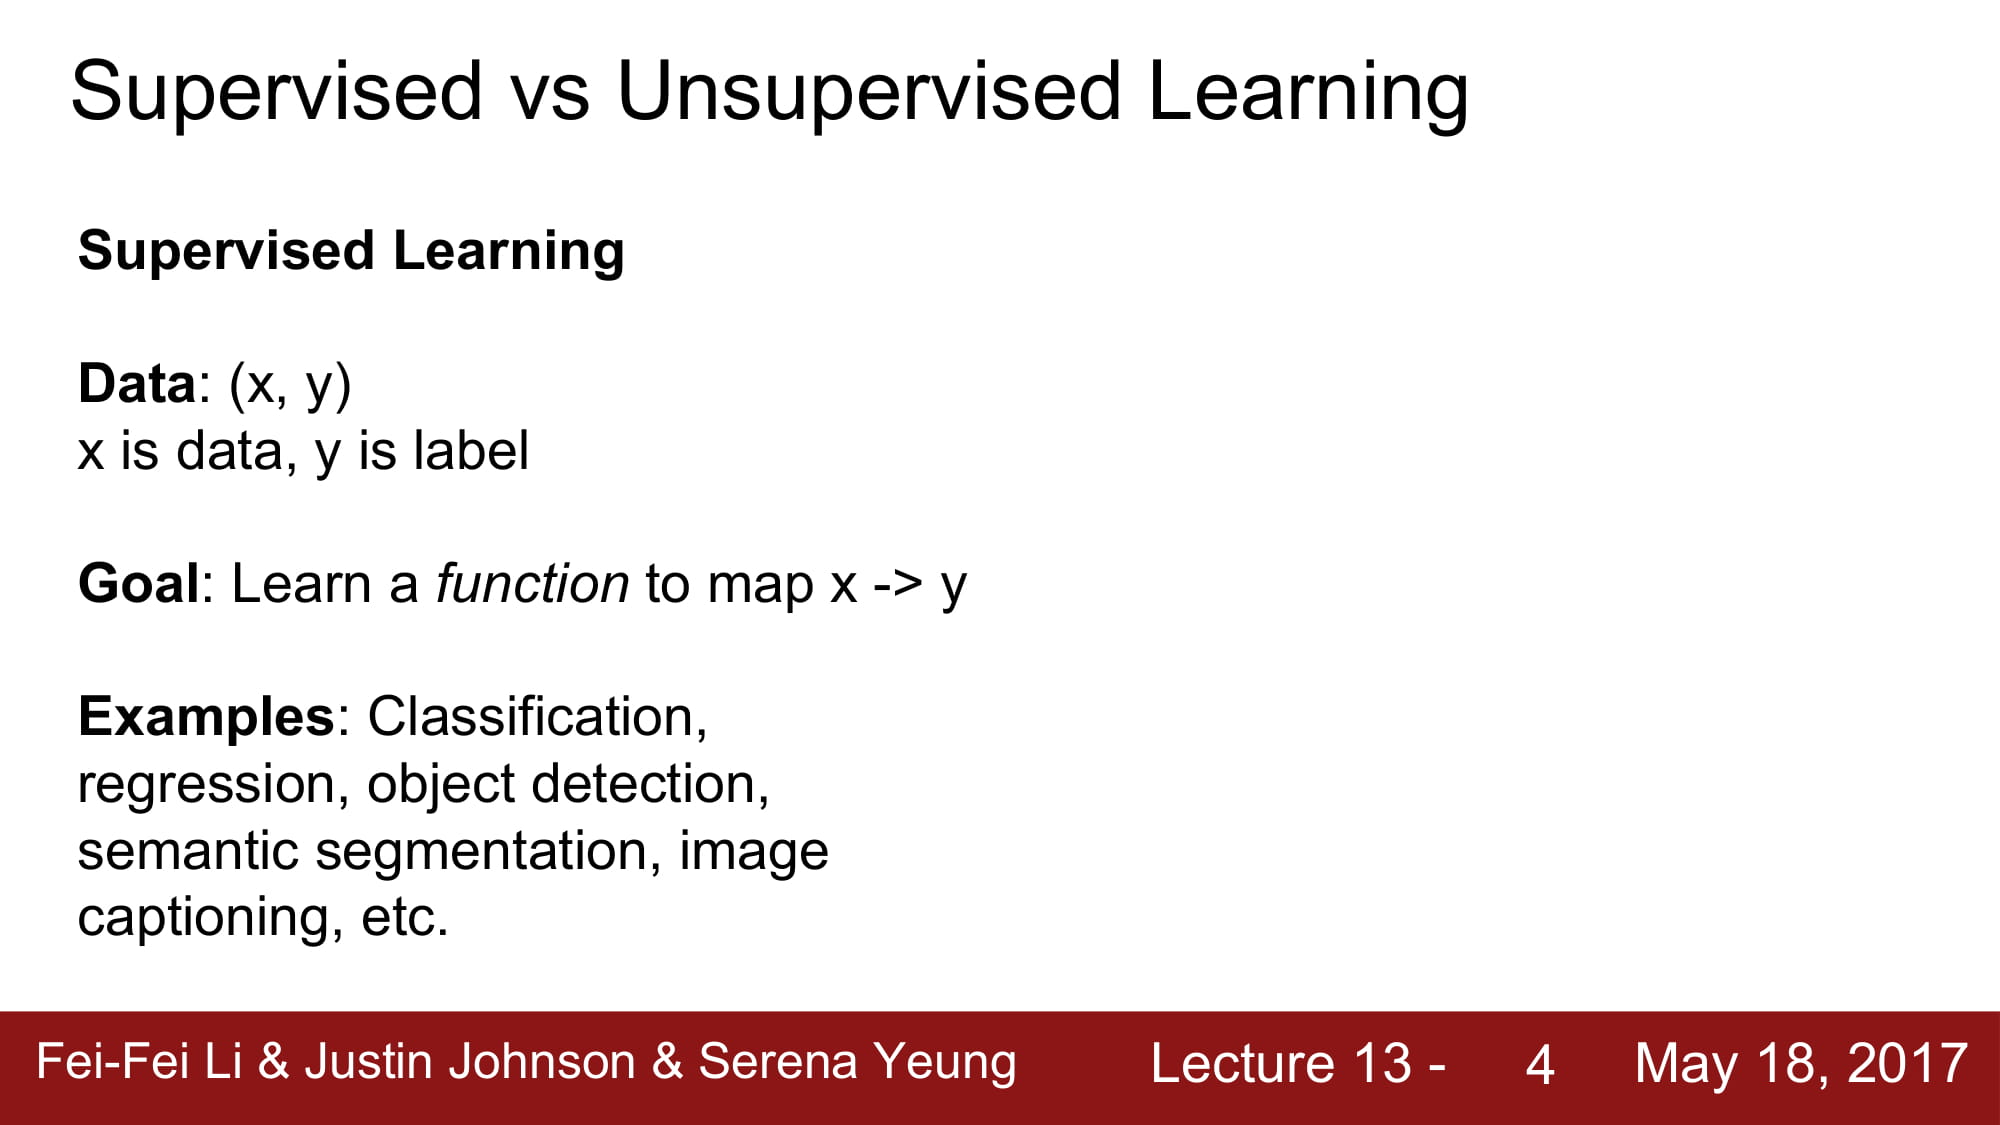 Supervised vs Unsupervised Learning
Supervised Learning
Data: (x, y)
x is data, y is label
Goal: Learn a function to map x -> y
Examples: Classification,
regression, object detection,
semantic segmentation, image
captioning, etc.
Fei-Fei Li & Justin Johnson & Serena Yeung Lecture 13 - 4 May 18, 2017